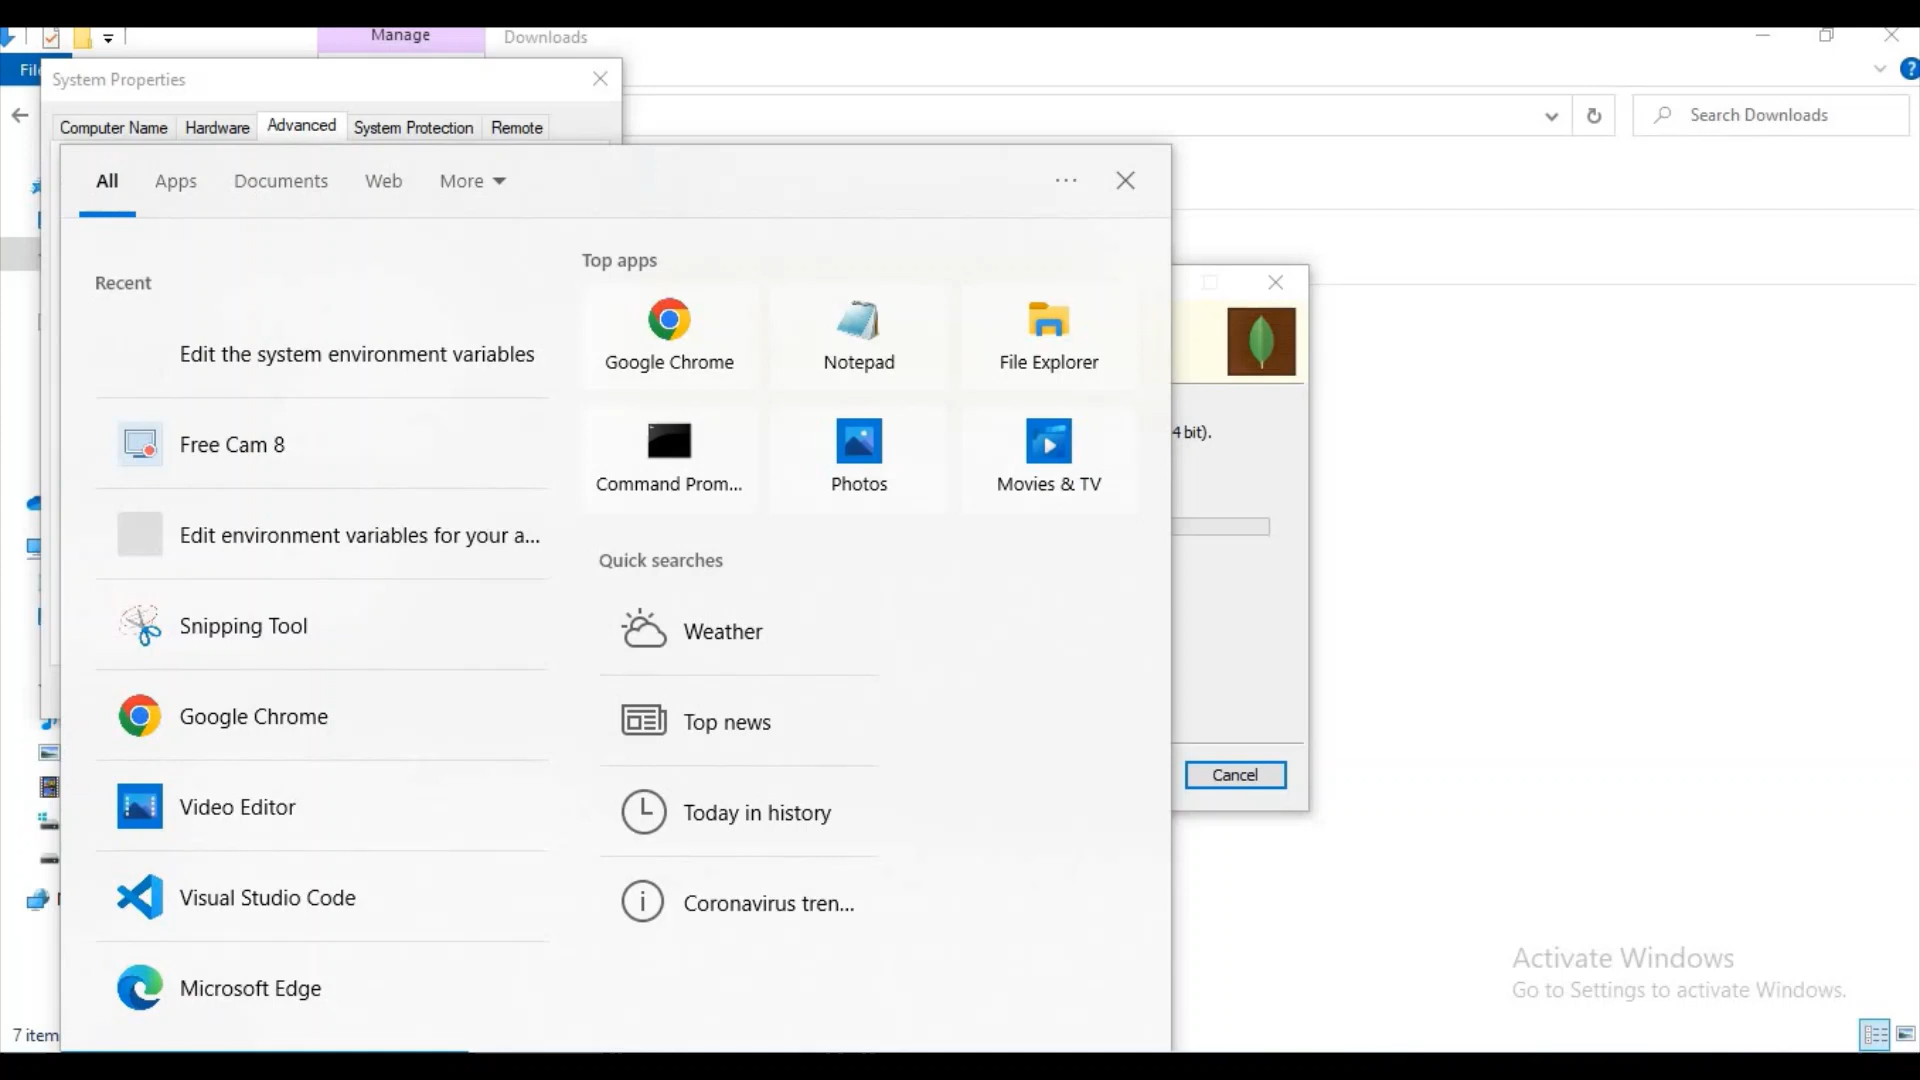 Manage
Downloads
System Properties
Computer Name
Hardware
Advanced
System Protection
Remote
Search Downloads
All
Apps
Documents
Web
More
Recent
Edit the system environment variables
Free Cam 8
Edit environment variables for your a...
Snipping Tool
Google Chrome
Video Editor
Visual Studio Code
Microsoft Edge
Top apps
Google Chrome
Notepad
File Explorer
Command Prom...
Photos
Movies & TV
Quick searches
Weather
Top news
Today in history
Coronavirus tren...
4 bit).
Cancel
Activate Windows
Go to Settings to activate Windows.
7 item